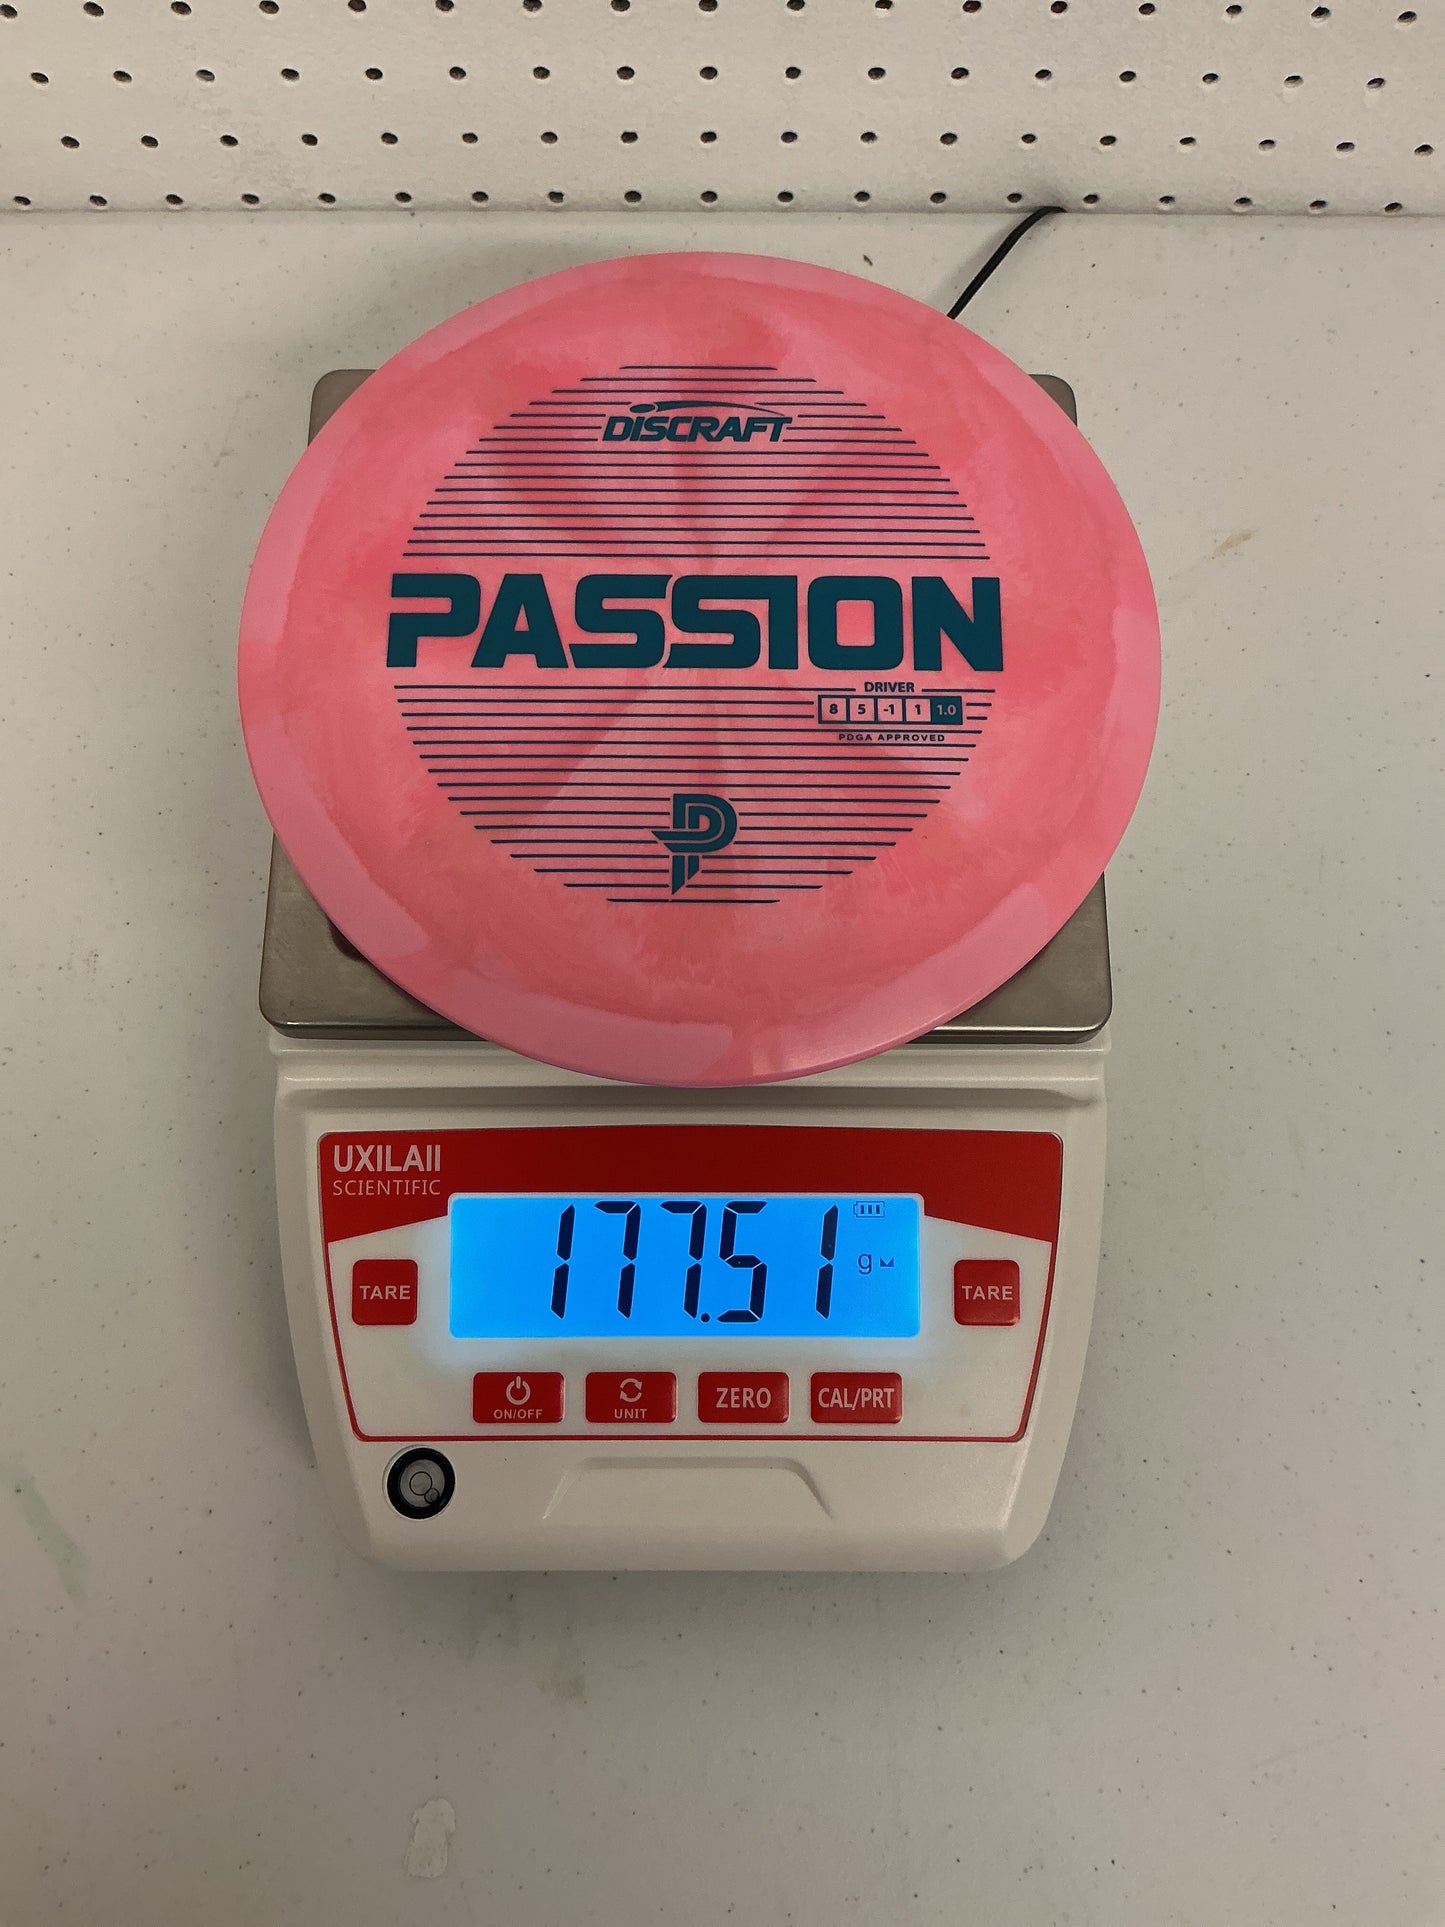 DISCRAFT
PASSION
DRIVER
8 5 -1 1 1.0
PDGA APPROVED
UXILAII
SCIENTIFIC
177.51 g
TARE
TARE
ON/OFF
UNIT
ZERO
CAL/PRT